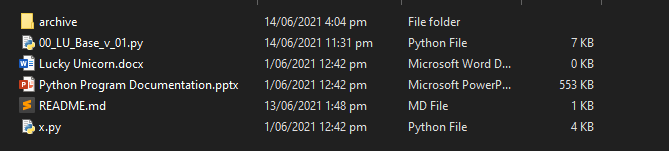 archive 14/06/2021 4:04 pm File folder
00_LU_Base_v_01.py 14/06/2021 11:31 pm Python File 7 KB
Lucky Unicorn.docx 1/06/2021 12:42 pm Microsoft Word D... 0 KB
Python Program Documentation.pptx 1/06/2021 12:42 pm Microsoft PowerP... 553 KB
README.md 13/06/2021 1:48 pm MD File 1 KB
x.py 1/06/2021 12:42 pm Python File 4 KB